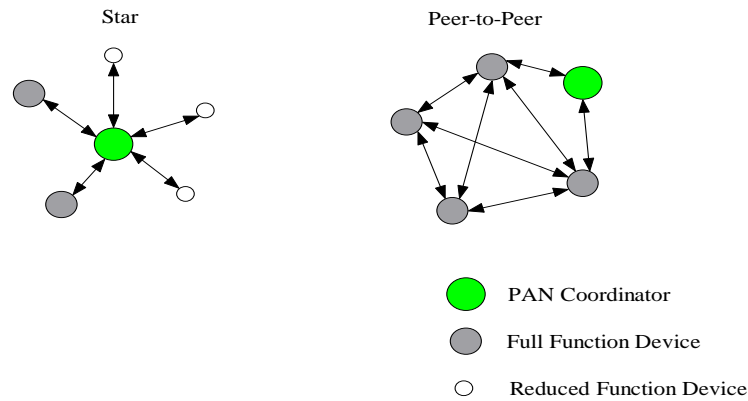 Star
Peer-to-Peer
PAN Coordinator
Full Function Device
Reduced Function Device